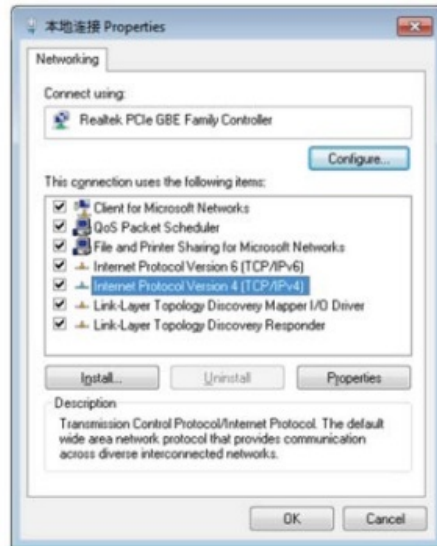 本地连接 Properties
Networking
Connect using:
Realtek PCIe GBE Family Controller
Configure...
This connection uses the following items:
Client for Microsoft Networks
QoS Packet Scheduler
File and Printer Sharing for Microsoft Networks
Internet Protocol Version 6 (TCP/IPv6)
Internet Protocol Version 4 (TCP/IPv4)
Link-Layer Topology Discovery Mapper I/O Driver
Link-Layer Topology Discovery Responder
Install...
Uninstall
Properties
Description
Transmission Control Protocol/Internet Protocol. The default
wide area network protocol that provides communication
across diverse interconnected networks.
OK
Cancel